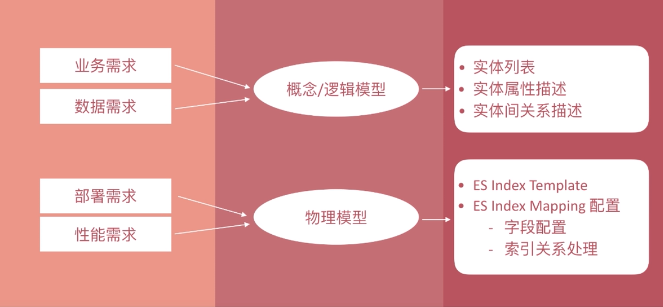 业务需求
数据需求
概念/逻辑模型
• 实体列表
• 实体属性描述
• 实体间关系描述
部署需求
性能需求
物理模型
• ES Index Template
• ES Index Mapping 配置
- 字段配置
- 索引关系处理